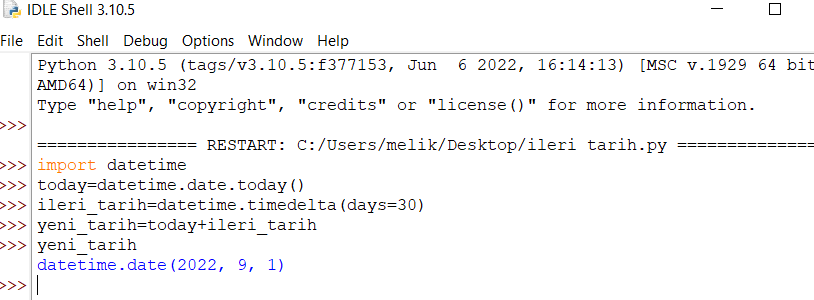 IDLE Shell 3.10.5
File Edit Shell Debug Options Window Help
Python 3.10.5 (tags/v3.10.5:f377153, Jun  6 2022, 16:14:13) [MSC v.1929 64 bit
AMD64)] on win32
Type "help", "copyright", "credits" or "license()" for more information.
>>>
================ RESTART: C:/Users/melik/Desktop/ileri tarih.py ==============
>>> import datetime
>>> today=datetime.date.today()
>>> ileri_tarih=datetime.timedelta(days=30)
>>> yeni_tarih=today+ileri_tarih
>>> yeni_tarih
datetime.date(2022, 9, 1)
>>>